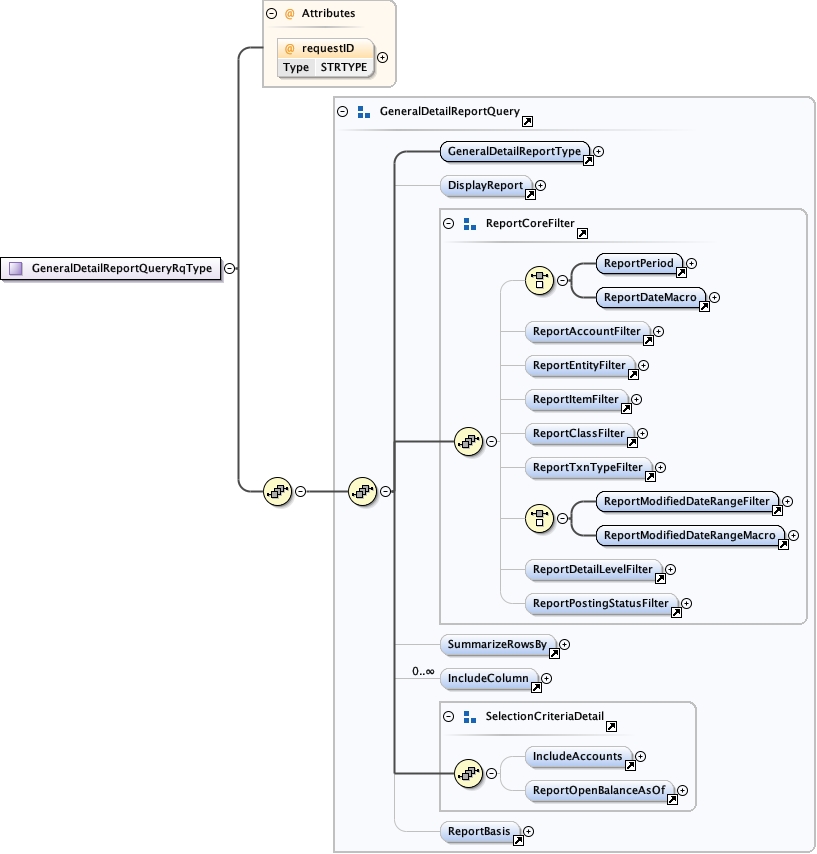 @ Attributes
@ requestID
Type STRTYPE
GeneralDetailReportQuery
GeneralDetailReportType
DisplayReport
ReportCoreFilter
GeneralDetailReportQueryRqType
ReportPeriod
ReportDateMacro
ReportAccountFilter
ReportEntityFilter
ReportItemFilter
ReportClassFilter
ReportTxnTypeFilter
ReportModifiedDateRangeFilter
ReportModifiedDateRangeMacro
ReportDetailLevelFilter
ReportPostingStatusFilter
SummarizeRowsBy
0..∞
IncludeColumn
SelectionCriteriaDetail
IncludeAccounts
ReportOpenBalanceAsOf
ReportBasis